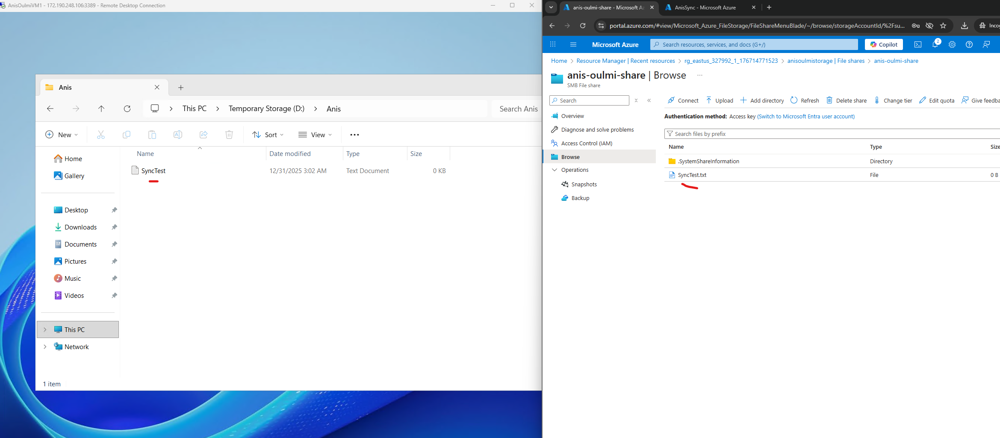 AnisOulmiVM1 - 172.190.248.106:3389 - Remote Desktop Connection
Anis
This PC
Temporary Storage (D:)
Anis
Search Anis
New
Sort
View
Name
Date modified
Type
Size
SyncTest
12/31/2025 3:02 AM
Text Document
0 KB
Home
Gallery
Desktop
Downloads
Documents
Pictures
Music
Videos
This PC
Network
1 item
anis-oulmi-share - Microsoft Az
AnisSync - Microsoft Azure
portal.azure.com/#view/Microsoft_Azure_FileStorage/FileShareMenuBlade/~/browse/storageAccountId/%2Fsu...
Incog
Microsoft Azure
Search resources, services, and docs (G+/)
Copilot
2
Home
Resource Manager | Recent resources
rg_eastus_327992_1_176714771523
anisoulmistorage | File shares
anis-oulmi-share
anis-oulmi-share | Browse
SMB File share
Search
Connect
Upload
Add directory
Refresh
Delete share
Change tier
Edit quota
Give feedba
Overview
Diagnose and solve problems
Access Control (IAM)
Browse
Operations
Snapshots
Backup
Authentication method: Access key (Switch to Microsoft Entra user account)
Search files by prefix
Name
Type
Size
.SystemShareInformation
Directory
SyncTest.txt
File
0 B